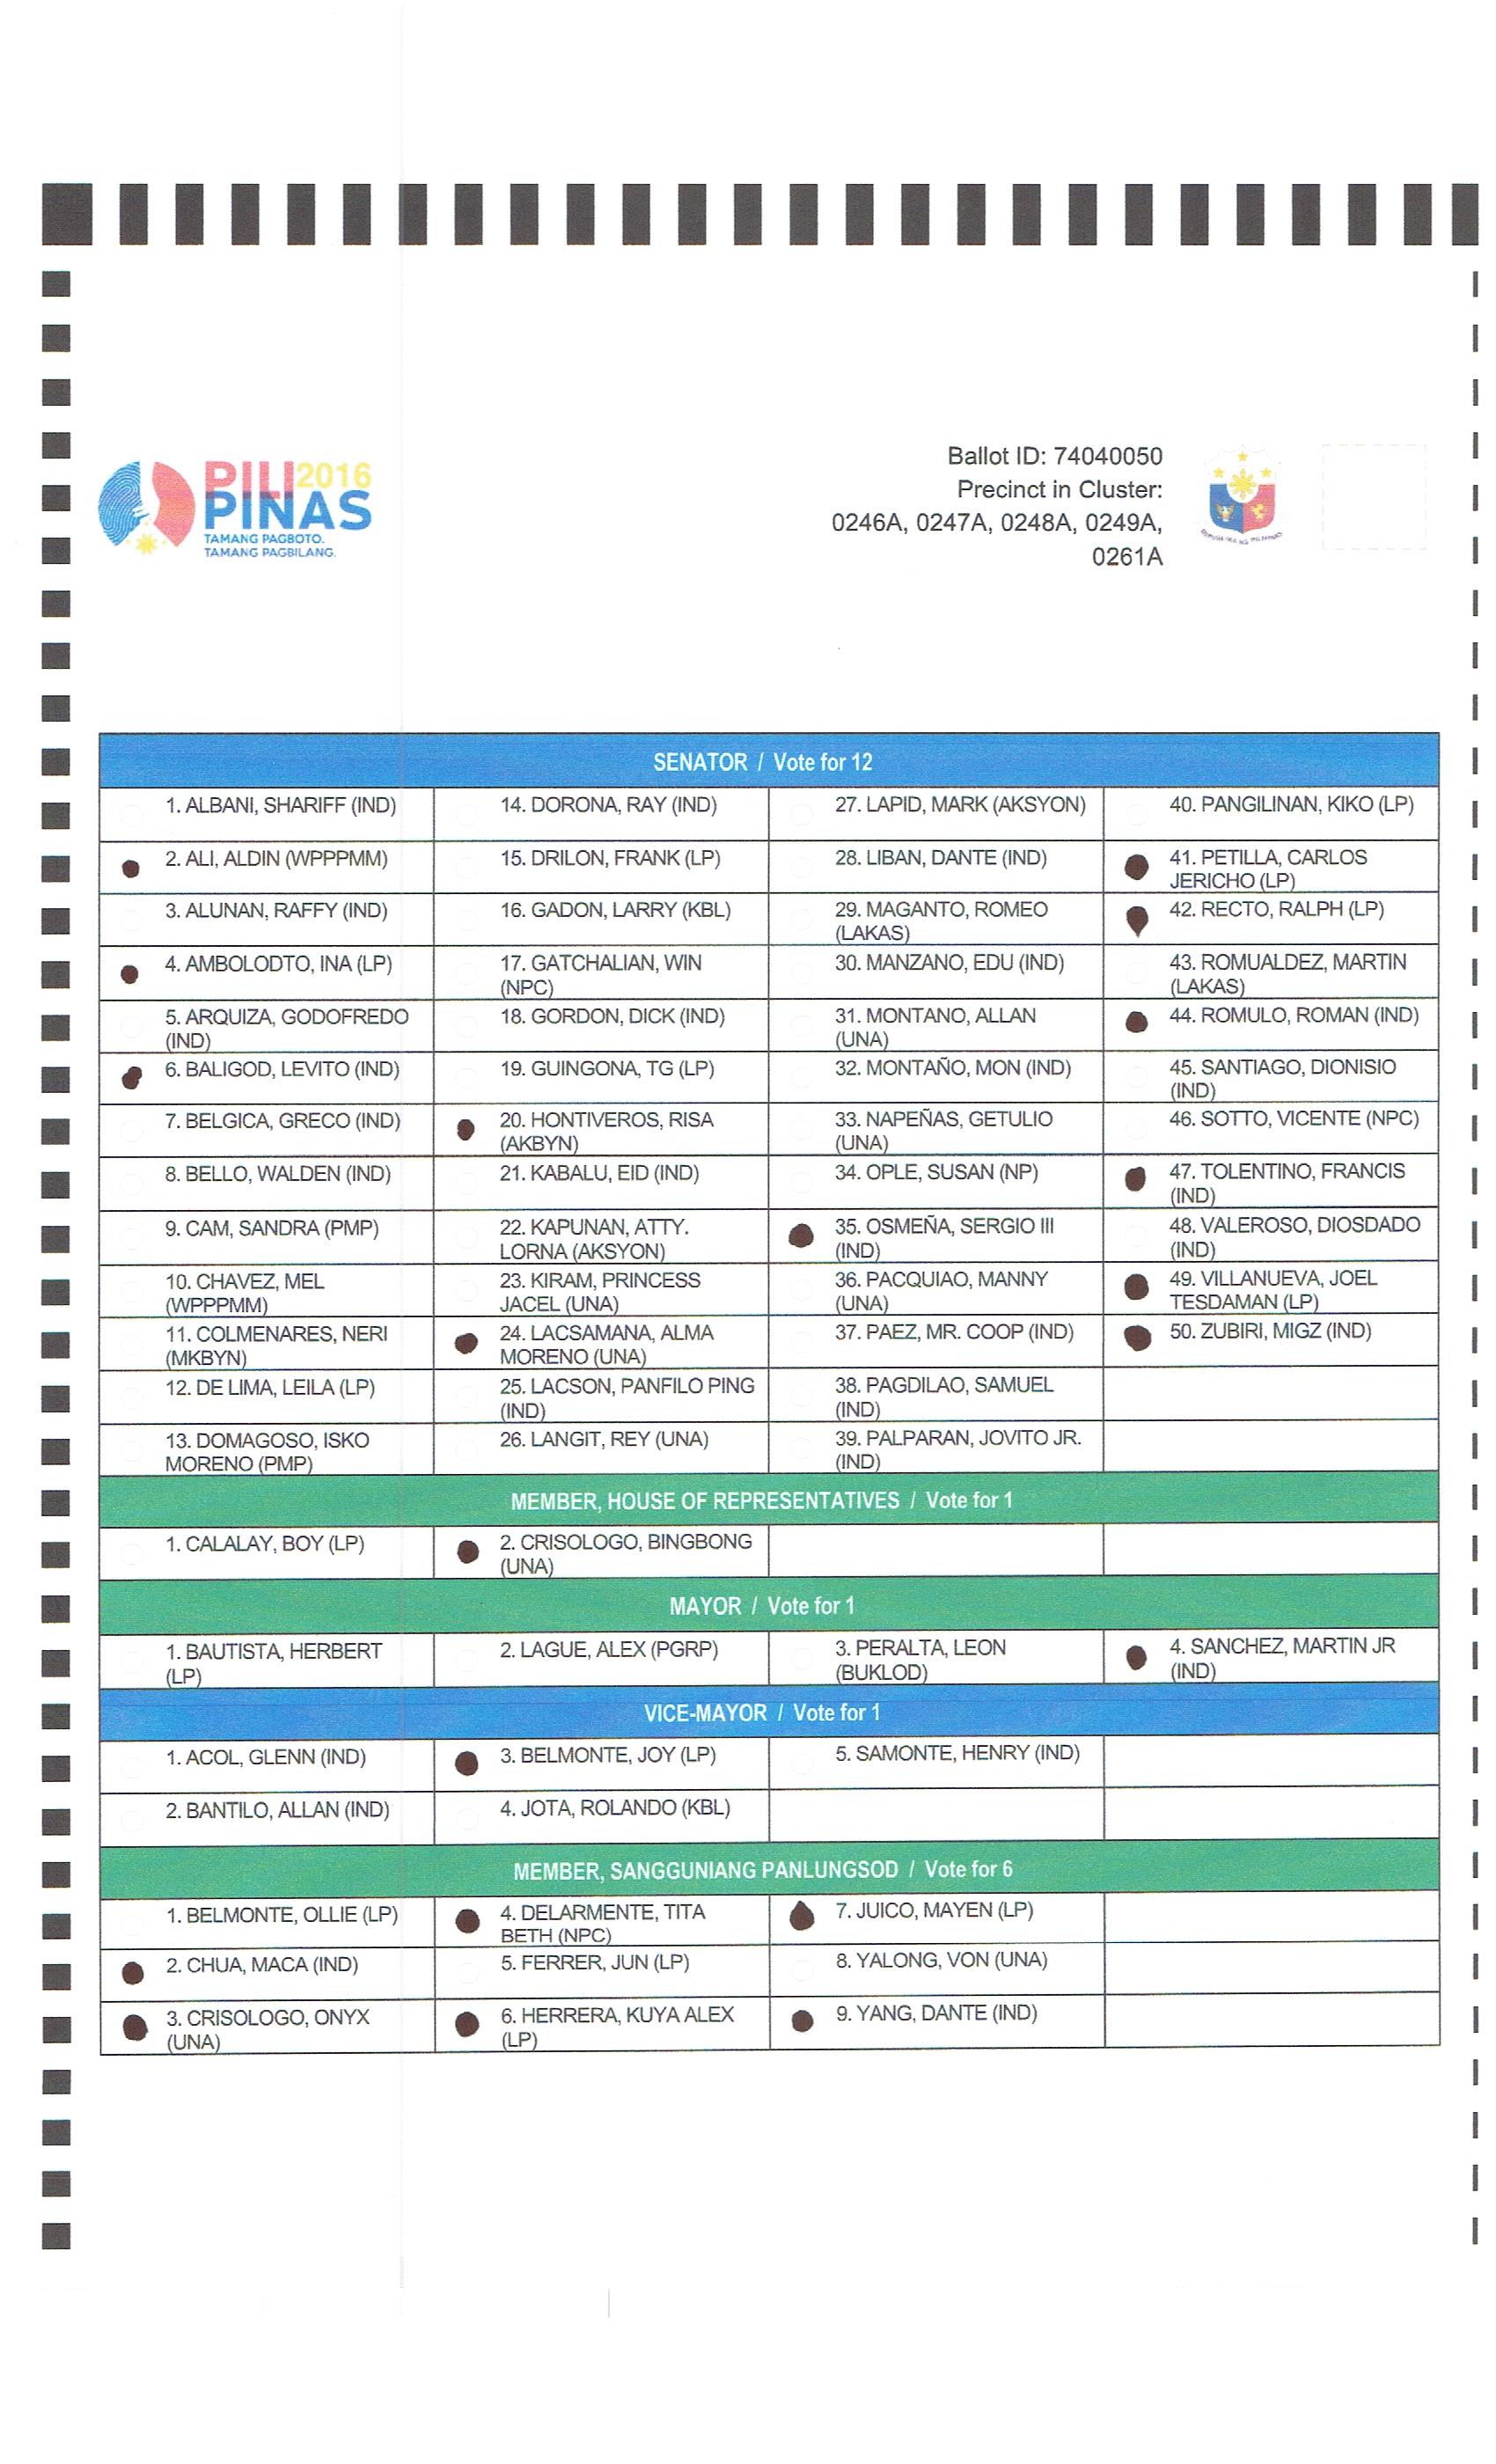 PILI 2016
PINAS
TAMANG PAGBOTO.
TAMANG PAGBILANG.
Ballot ID: 74040050
Precinct in Cluster:
0246A, 0247A, 0248A, 0249A,
0261A
SENATOR / Vote for 12
1. ALBANI, SHARIFF (IND)
2. ALI, ALDIN (WPPPMM)
3. ALUNAN, RAFFY (IND)
4. AMBOLODTO, INA (LP)
5. ARQUIZA, GODOFREDO
(IND)
6. BALIGOD, LEVITO (IND)
7. BELGICA, GRECO (IND)
8. BELLO, WALDEN (IND)
9. CAM, SANDRA (PMP)
10. CHAVEZ, MEL
(WPPPMM)
11. COLMENARES, NERI
(MKBYN)
12. DE LIMA, LEILA (LP)
13. DOMAGOSO, ISKO
MORENO (PMP)
14. DORONA, RAY (IND)
15. DRILON, FRANK (LP)
16. GADON, LARRY (KBL)
17. GATCHALIAN, WIN
(NPC)
18. GORDON, DICK (IND)
19. GUINGONA, TG (LP)
20. HONTIVEROS, RISA
(AKBYN)
21. KABALU, EID (IND)
22. KAPUNAN, ATTY.
LORNA (AKSYON)
23. KIRAM, PRINCESS
JACEL (UNA)
24. LACSAMANA, ALMA
MORENO (UNA)
25. LACSON, PANFILO PING
(IND)
26. LANGIT, REY (UNA)
27. LAPID, MARK (AKSYON)
28. LIBAN, DANTE (IND)
29. MAGANTO, ROMEO
(LAKAS)
30. MANZANO, EDU (IND)
31. MONTANO, ALLAN
(UNA)
32. MONTAÑO, MON (IND)
33. NAPEÑAS, GETULIO
(UNA)
34. OPLE, SUSAN (NP)
35. OSMEÑA, SERGIO III
(IND)
36. PACQUIAO, MANNY
(UNA)
37. PAEZ, MR. COOP (IND)
38. PAGDILAO, SAMUEL
(IND)
39. PALPARAN, JOVITO JR.
(IND)
40. PANGILINAN, KIKO (LP)
41. PETILLA, CARLOS
JERICHO (LP)
42. RECTO, RALPH (LP)
43. ROMUALDEZ, MARTIN
(LAKAS)
44. ROMULO, ROMAN (IND)
45. SANTIAGO, DIONISIO
(IND)
46. SOTTO, VICENTE (NPC)
47. TOLENTINO, FRANCIS
(IND)
48. VALEROSO, DIOSDADO
(IND)
49. VILLANUEVA, JOEL
TESDAMAN (LP)
50. ZUBIRI, MIGZ (IND)
MEMBER, HOUSE OF REPRESENTATIVES / Vote for 1
1. CALALAY, BOY (LP)
2. CRISOLOGO, BINGBONG
(UNA)
MAYOR / Vote for 1
1. BAUTISTA, HERBERT
(LP)
2. LAGUE, ALEX (PGRP)
3. PERALTA, LEON
(BUKLOD)
4. SANCHEZ, MARTIN JR
(IND)
VICE-MAYOR / Vote for 1
1. ACOL, GLENN (IND)
2. BANTILO, ALLAN (IND)
3. BELMONTE, JOY (LP)
4. JOTA, ROLANDO (KBL)
5. SAMONTE, HENRY (IND)
MEMBER, SANGGUNIANG PANLUNGSOD / Vote for 6
1. BELMONTE, OLLIE (LP)
2. CHUA, MACA (IND)
3. CRISOLOGO, ONYX
(UNA)
4. DELARMENTE, TITA
BETH (NPC)
5. FERRER, JUN (LP)
6. HERRERA, KUYA ALEX
(LP)
7. JUICO, MAYEN (LP)
8. YALONG, VON (UNA)
9. YANG, DANTE (IND)